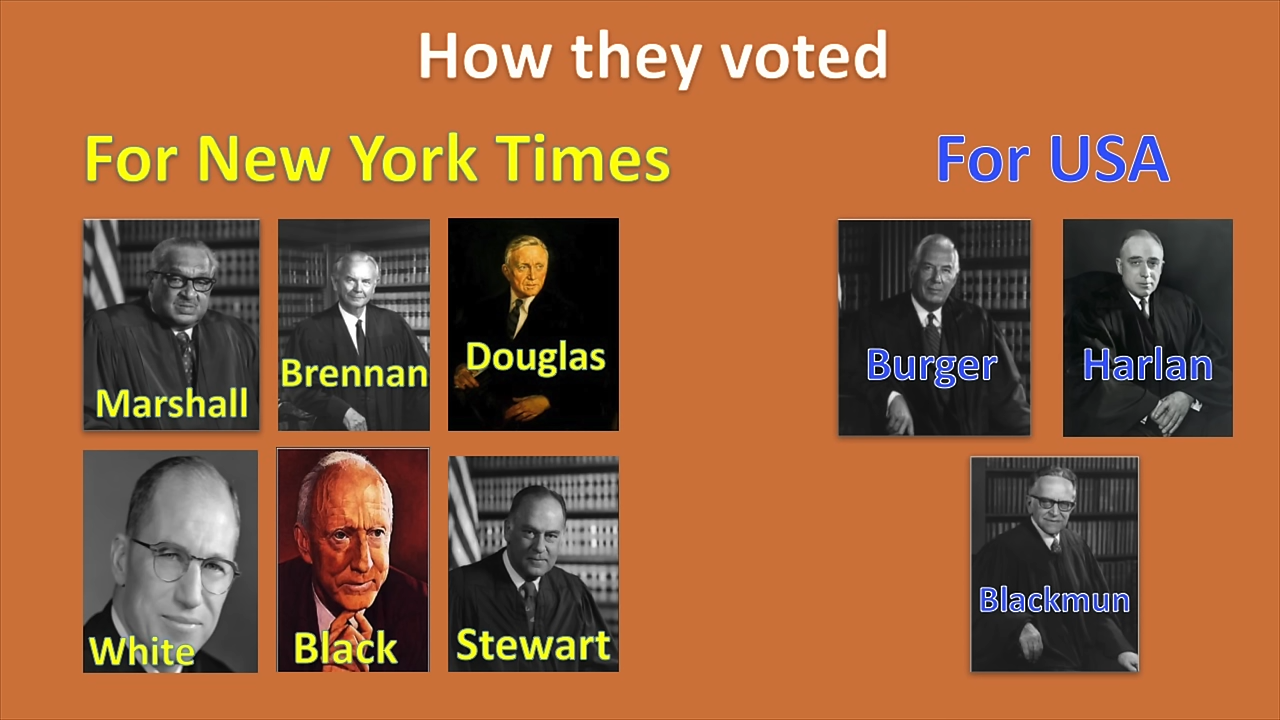 How they voted
For New York Times
For USA
Marshall
Brennan
Douglas
Burger
Harlan
White
Black
Stewart
Blackmun